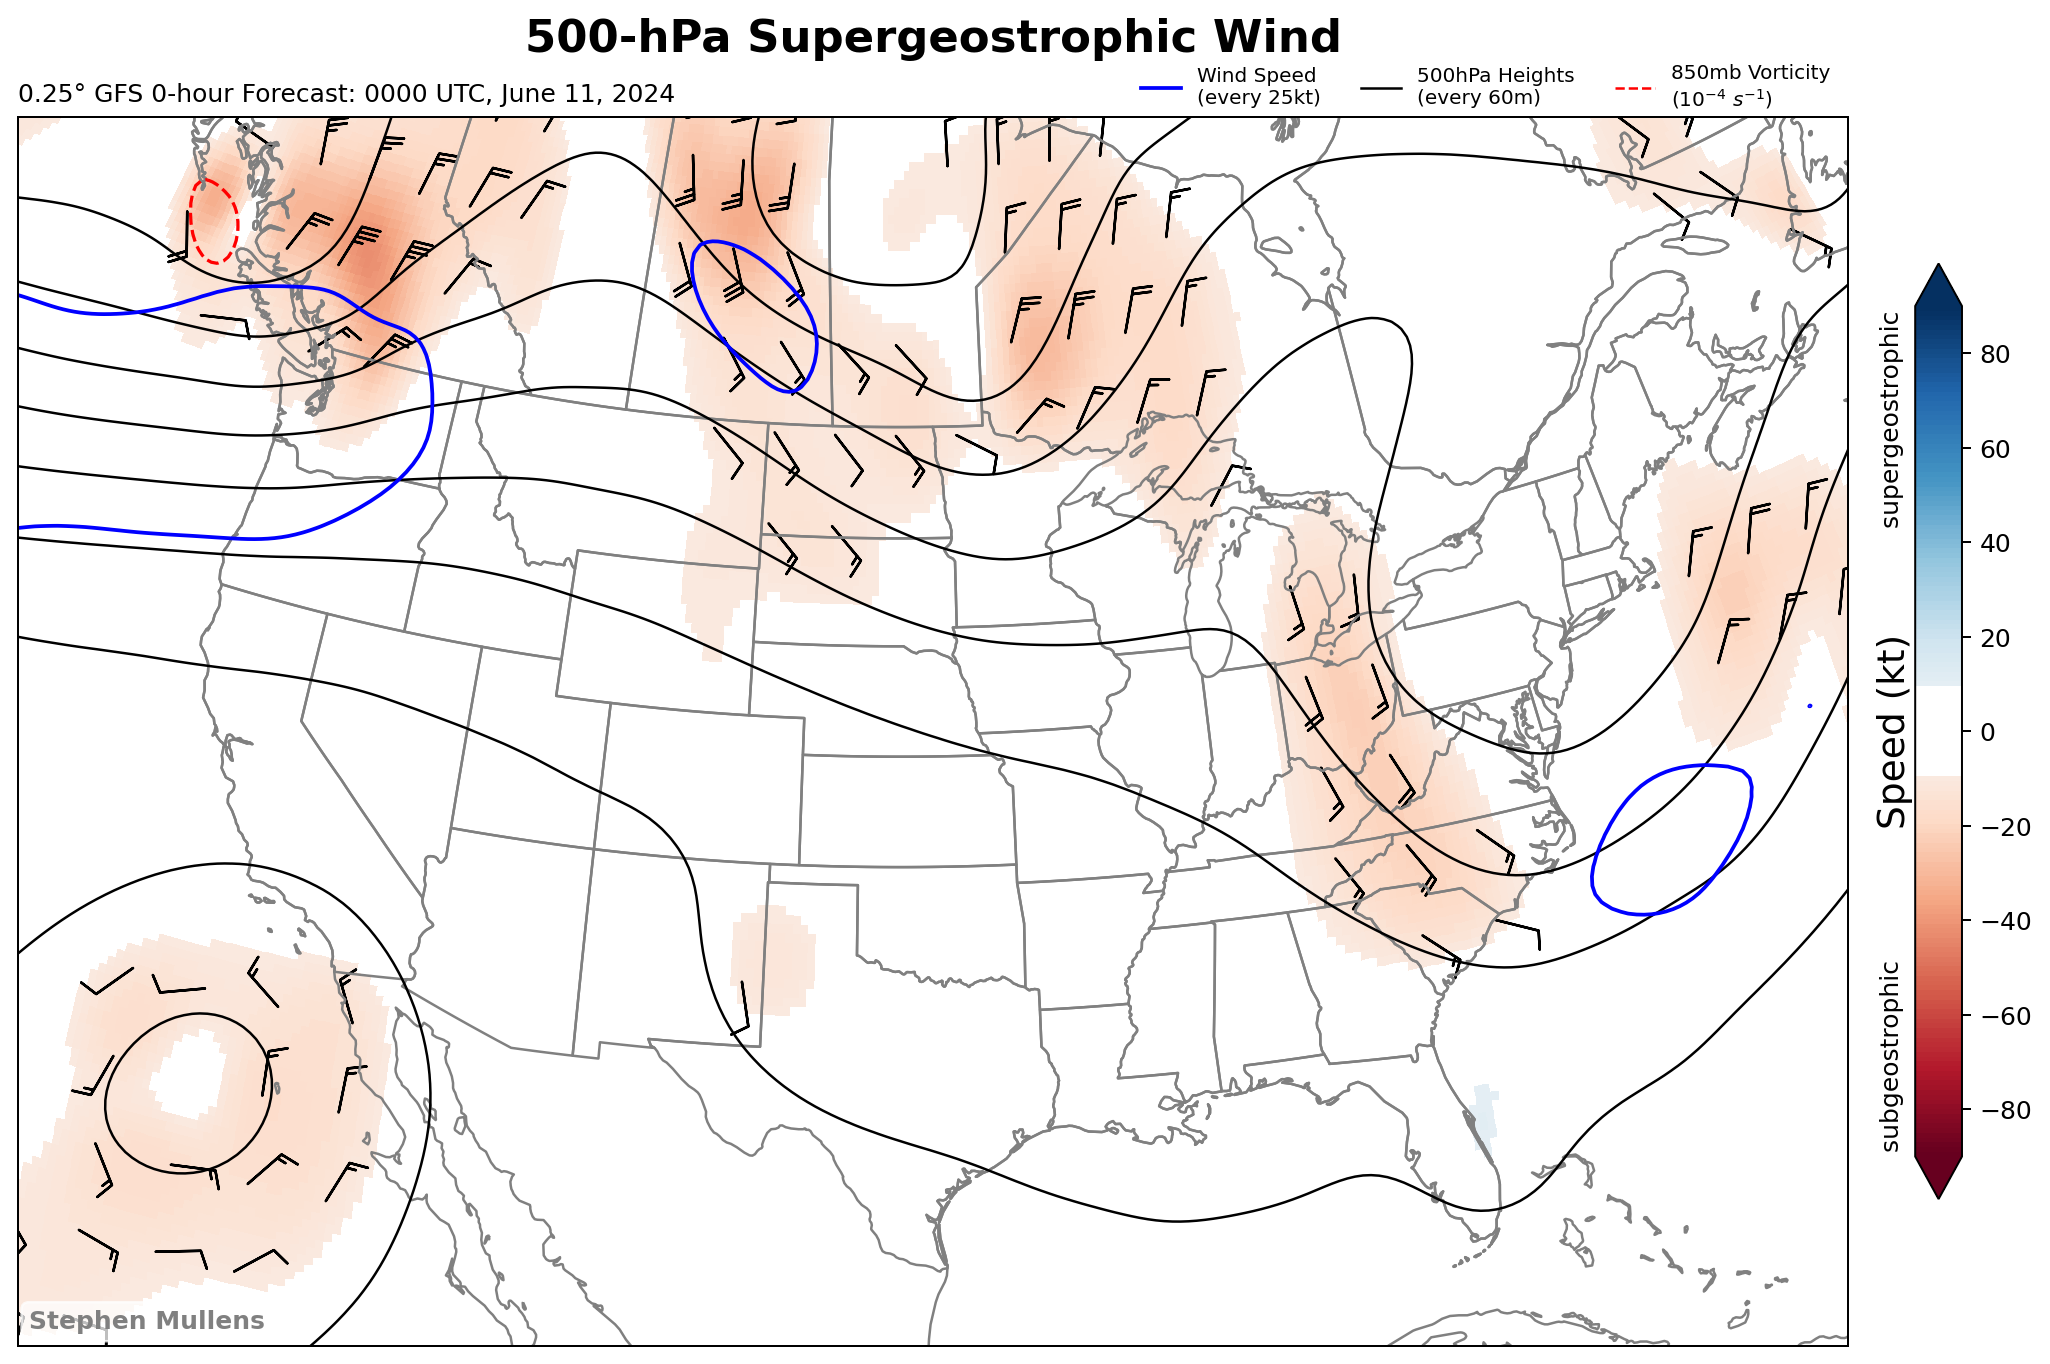 500-hPa Supergeostrophic Wind
0.25° GFS 0-hour Forecast: 0000 UTC, June 11, 2024
Wind Speed
(every 25kt)
500hPa Heights
(every 60m)
850mb Vorticity
(10⁻⁴ s⁻¹)
supergeostrophic
Speed (kt)
subgeostrophic
80
60
40
20
0
−20
−40
−60
−80
Stephen Mullens